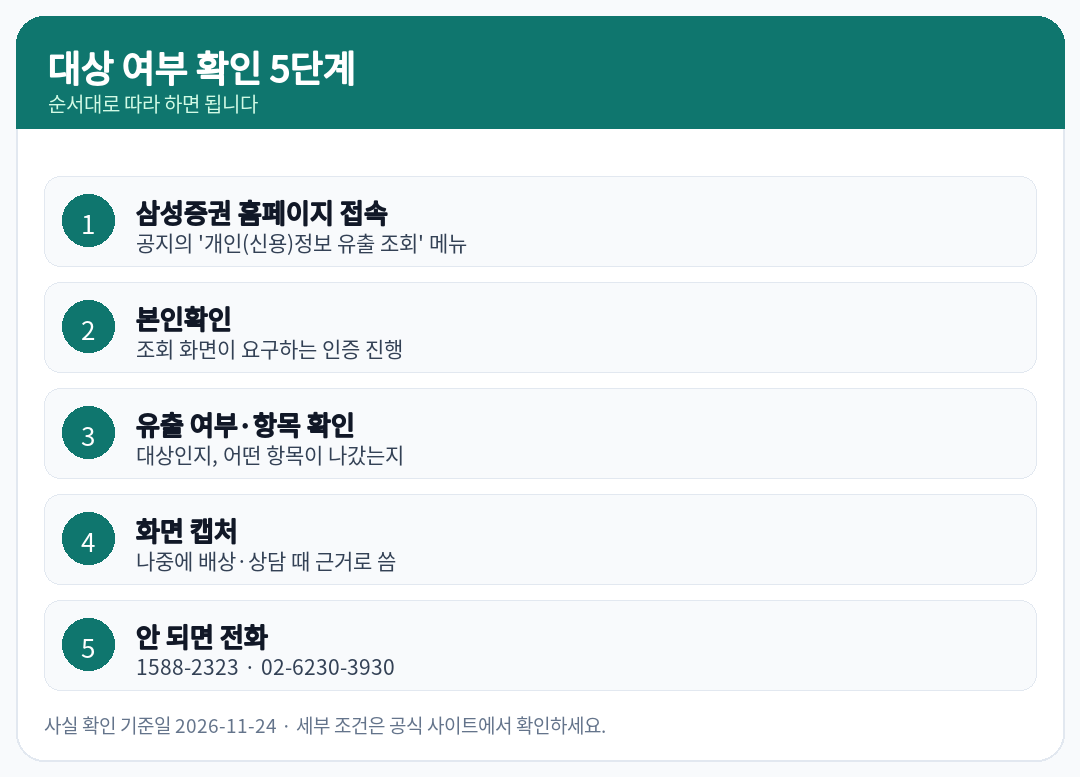 대상 여부 확인 5단계
순서대로 따라 하면 됩니다
1
삼성증권 홈페이지 접속
공지의 '개인(신용)정보 유출 조회' 메뉴
2
본인확인
조회 화면이 요구하는 인증 진행
3
유출 여부·항목 확인
대상인지, 어떤 항목이 나갔는지
4
화면 캡처
나중에 배상·상담 때 근거로 씀
5
안 되면 전화
1588-2323 · 02-6230-3930
사실 확인 기준일 2026-11-24 · 세부 조건은 공식 사이트에서 확인하세요.